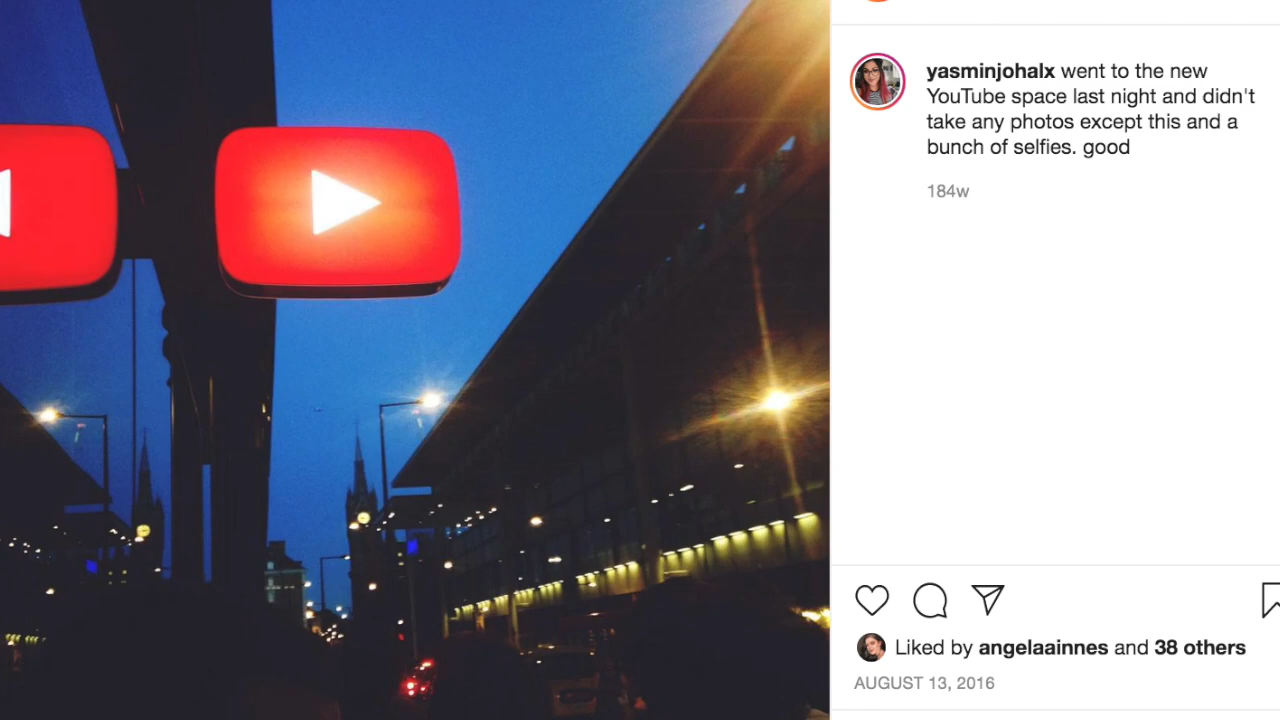 yasminjohalx went to the new
YouTube space last night and didn't
take any photos except this and a
bunch of selfies. good
184w
Liked by angelaainnes and 38 others
AUGUST 13, 2016